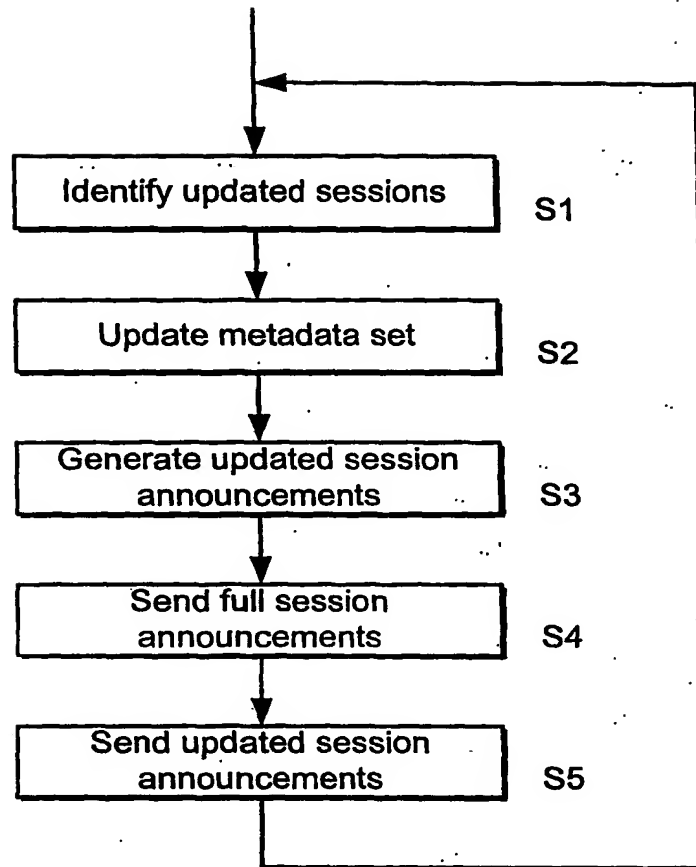 Identify updated sessions
S1
Update metadata set
S2
Generate updated session
announcements
S3
Send full session
announcements
S4
Send updated session
announcements
S5